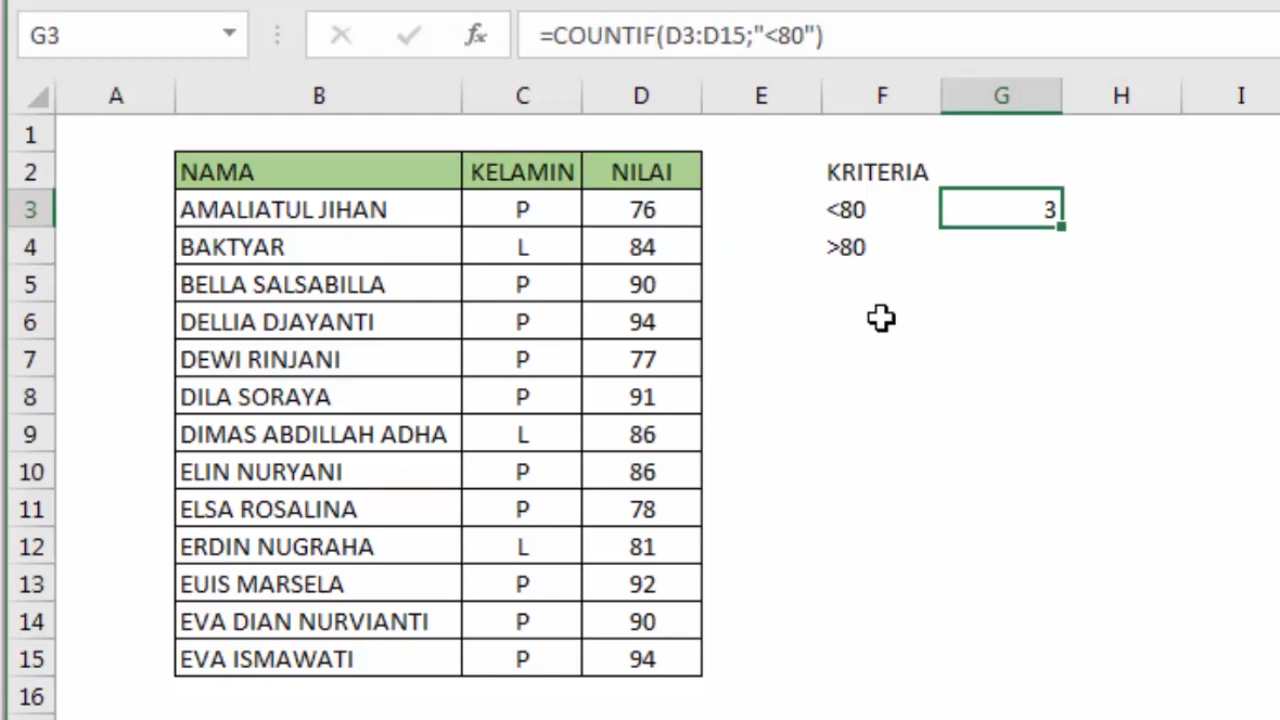 G3 fx =COUNTIF(D3:D15;"<80")
A B C D E F G H I
1
2 NAMA KELAMIN NILAI KRITERIA
3 AMALIATUL JIHAN P 76 <80 3
4 BAKTYAR L 84 >80
5 BELLA SALSABILLA P 90
6 DELLIA DJAYANTI P 94
7 DEWI RINJANI P 77
8 DILA SORAYA P 91
9 DIMAS ABDILLAH ADHA L 86
10 ELIN NURYANI P 86
11 ELSA ROSALINA P 78
12 ERDIN NUGRAHA L 81
13 EUIS MARSELA P 92
14 EVA DIAN NURVIANTI P 90
15 EVA ISMAWATI P 94
16